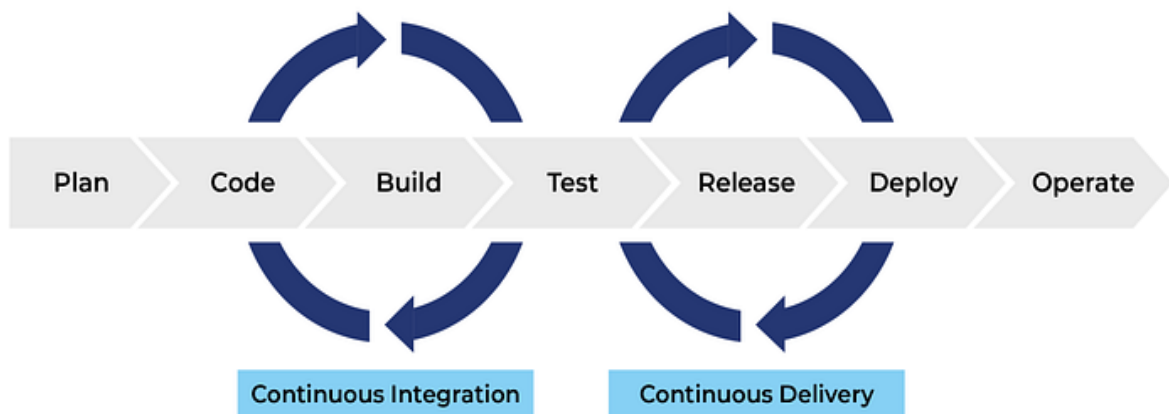 Plan Code Build Test Release Deploy Operate
Continuous Integration Continuous Delivery